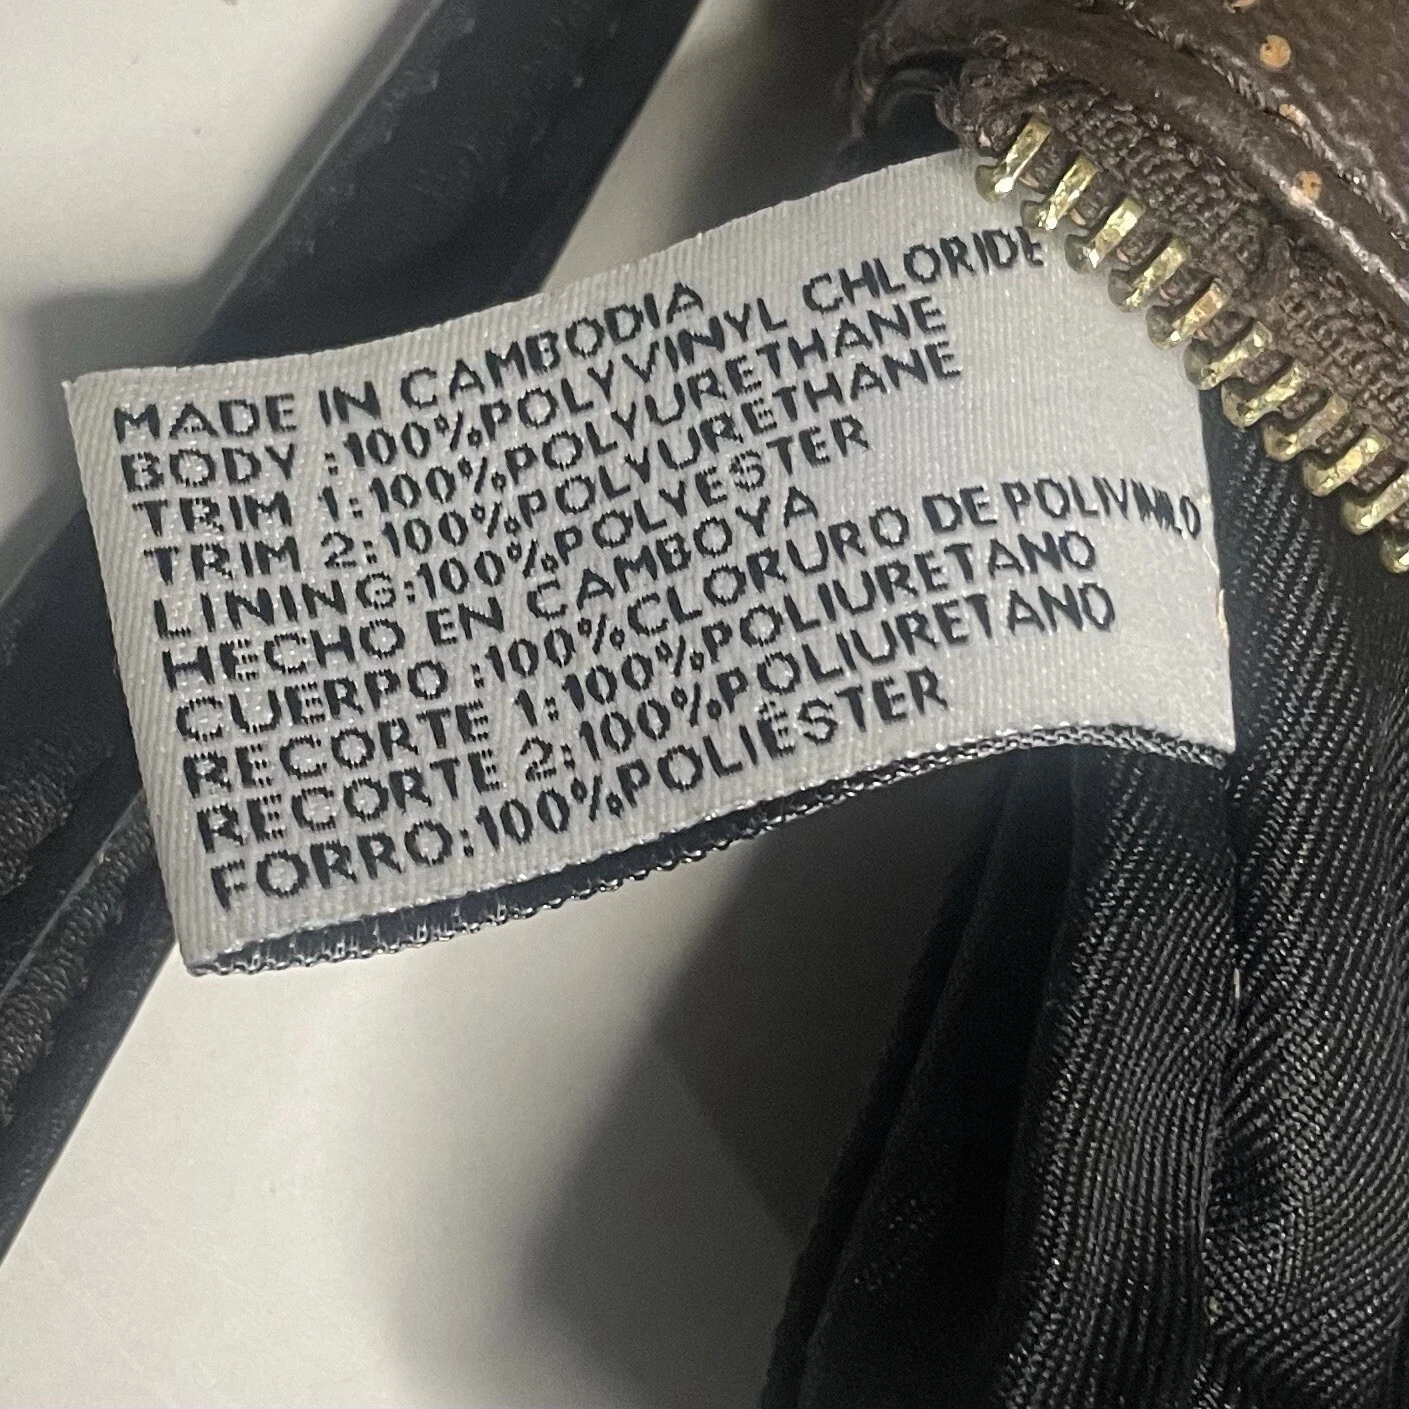 MADE IN CAMBODIA
BODY :100%POLYVINYL CHLORIDE
TRIM 1:100%POLYURETHANE
TRIM 2:100%POLYURETHANE
LINING:100%POLYESTER
HECHO EN CAMBOYA
CUERPO :100%CLORURO DE POLIVINILO
RECORTE 1:100%POLIURETANO
RECORTE 2:100%POLIURETANO
FORRO:100%POLIÉSTER